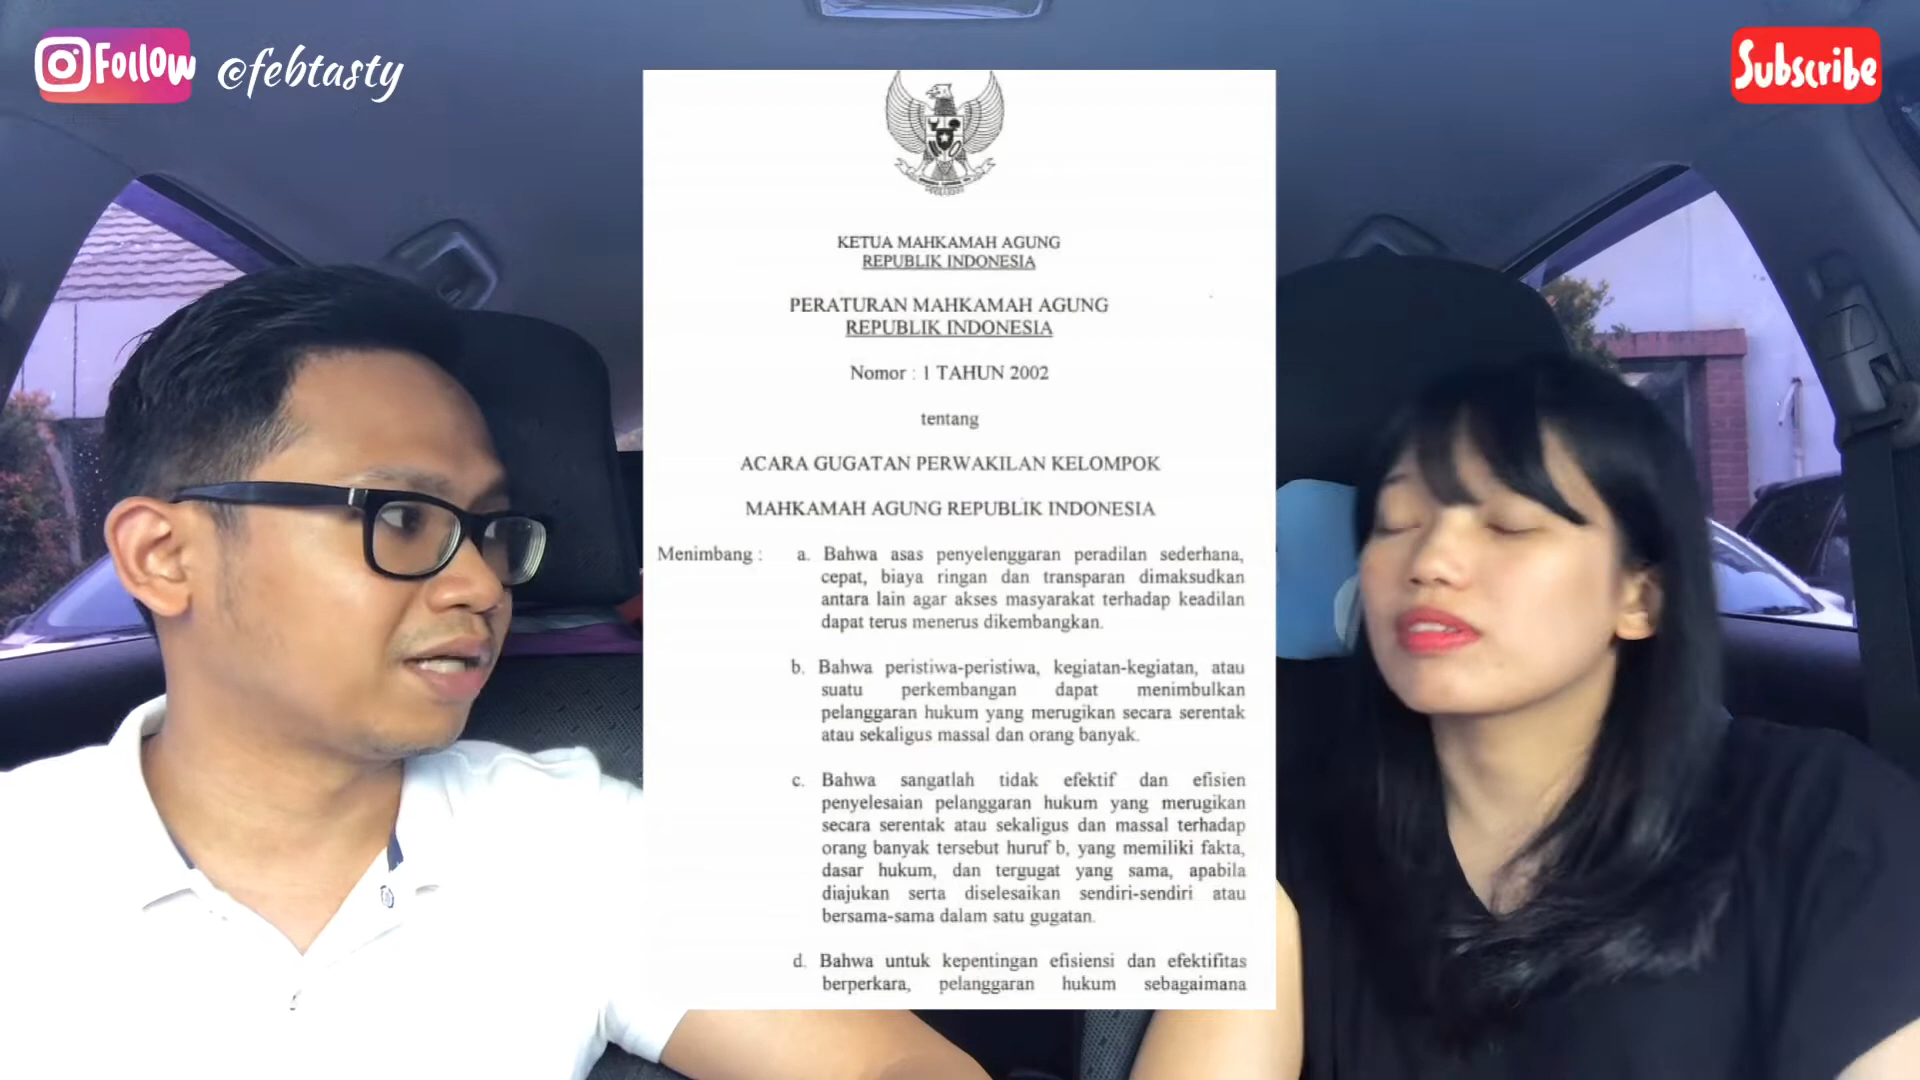 Follow @febtasty
Subscribe
KETUA MAHKAMAH AGUNG
REPUBLIK INDONESIA
PERATURAN MAHKAMAH AGUNG
REPUBLIK INDONESIA
Nomor : 1 TAHUN 2002
tentang
ACARA GUGATAN PERWAKILAN KELOMPOK
MAHKAMAH AGUNG REPUBLIK INDONESIA
Menimbang : a. Bahwa asas penyelenggaran peradilan sederhana,
cepat, biaya ringan dan transparan dimaksudkan
antara lain agar akses masyarakat terhadap keadilan
dapat terus menerus dikembangkan.
b. Bahwa peristiwa-peristiwa, kegiatan-kegiatan, atau
suatu perkembangan dapat menimbulkan
pelanggaran hukum yang merugikan secara serentak
atau sekaligus massal dan orang banyak.
c. Bahwa sangatlah tidak efektif dan efisien
penyelesaian pelanggaran hukum yang merugikan
secara serentak atau sekaligus dan massal terhadap
orang banyak tersebut huruf b, yang memiliki fakta,
dasar hukum, dan tergugat yang sama, apabila
diajukan serta diselesaikan sendiri-sendiri atau
bersama-sama dalam satu gugatan.
d. Bahwa untuk kepentingan efisiensi dan efektifitas
berperkara, pelanggaran hukum sebagaimana